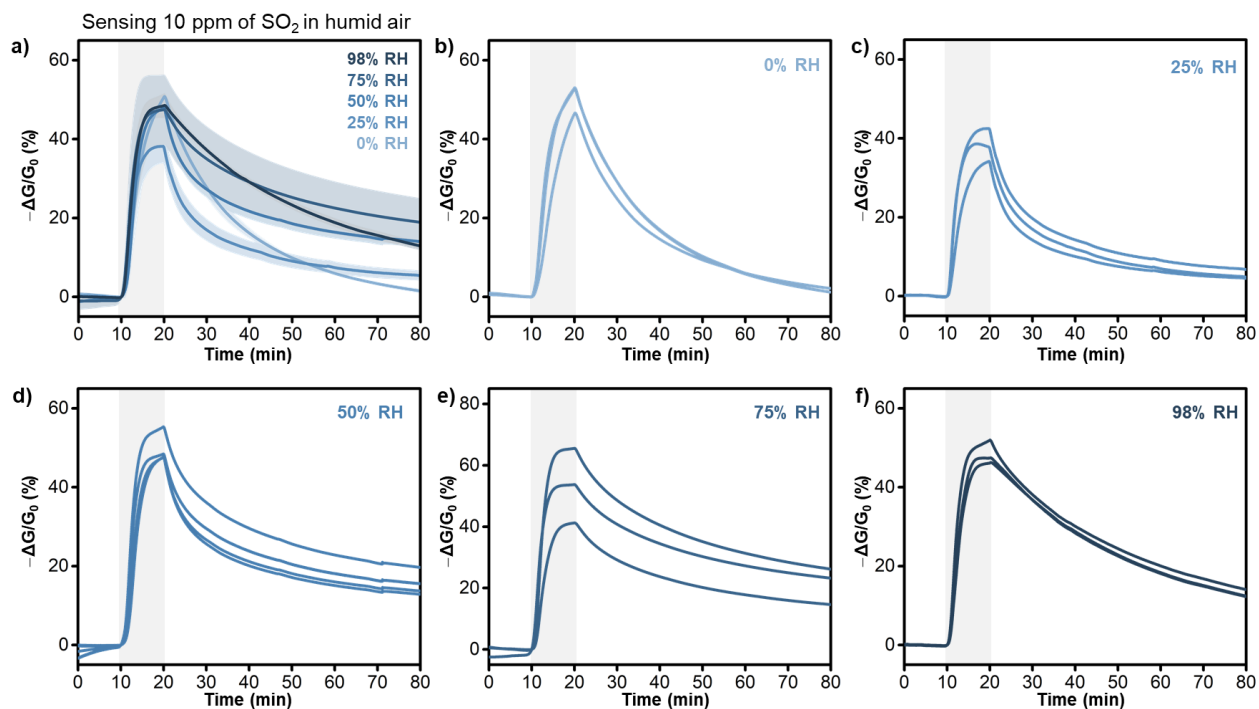 Sensing 10 ppm of SO₂ in humid air
a)
98% RH
75% RH
50% RH
25% RH
0% RH
−ΔG/G₀ (%)
60
40
20
0
0 10 20 30 40 50 60 70 80
Time (min)
b)
0% RH
−ΔG/G₀ (%)
60
40
20
0
0 10 20 30 40 50 60 70 80
Time (min)
c)
25% RH
−ΔG/G₀ (%)
60
40
20
0
0 10 20 30 40 50 60 70 80
Time (min)
d)
50% RH
−ΔG/G₀ (%)
60
40
20
0
0 10 20 30 40 50 60 70 80
Time (min)
e)
75% RH
−ΔG/G₀ (%)
80
60
40
20
0
0 10 20 30 40 50 60 70 80
Time (min)
f)
98% RH
−ΔG/G₀ (%)
60
40
20
0
0 10 20 30 40 50 60 70 80
Time (min)